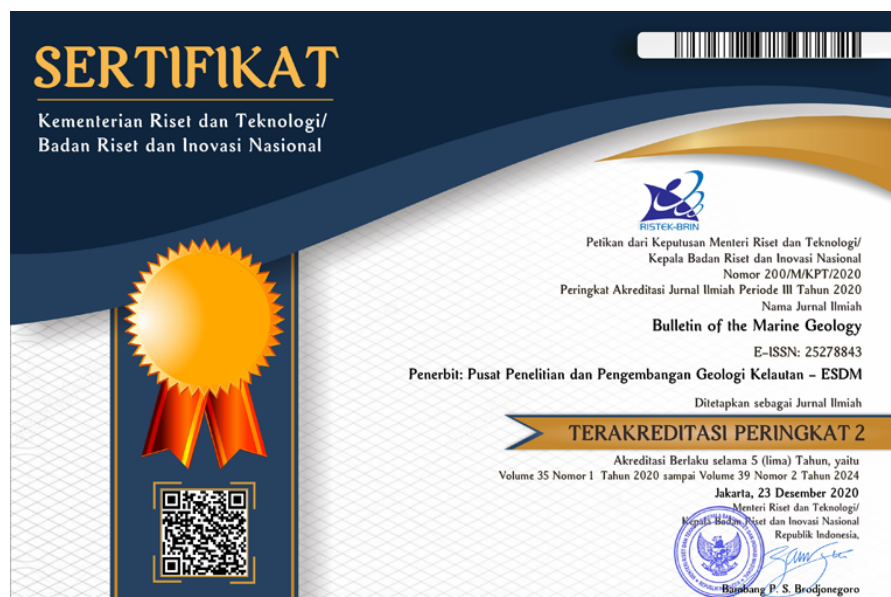 SERTIFIKAT
Kementerian Riset dan Teknologi/
Badan Riset dan Inovasi Nasional
RISTEK-BRIN
Petikan dari Keputusan Menteri Riset dan Teknologi/
Kepala Badan Riset dan Inovasi Nasional
Nomor 200/M/KPT/2020
Peringkat Akreditasi Jurnal Ilmiah Periode III Tahun 2020
Nama Jurnal Ilmiah
Bulletin of the Marine Geology
E-ISSN: 25278843
Penerbit: Pusat Penelitian dan Pengembangan Geologi Kelautan – ESDM
Ditetapkan sebagai Jurnal Ilmiah
TERAKREDITASI PERINGKAT 2
Akreditasi Berlaku selama 5 (lima) Tahun, yaitu
Volume 35 Nomor 1 Tahun 2020 sampai Volume 39 Nomor 2 Tahun 2024
Jakarta, 23 Desember 2020
Menteri Riset dan Teknologi/
Kepala Badan Riset dan Inovasi Nasional
Republik Indonesia,
Bambang P. S. Brodjonegoro